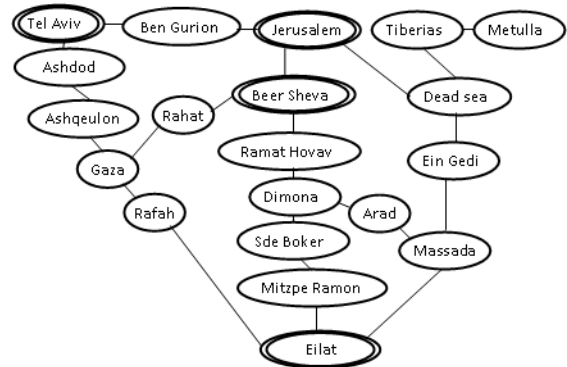 Tel Aviv
Ben Gurion
Jerusalem
Tiberias
Metulla
Ashdod
Beer Sheva
Dead sea
Ashqeulon
Rahat
Ramat Hovav
Ein Gedi
Gaza
Dimona
Rafah
Arad
Sde Boker
Massada
Mitzpe Ramon
Eilat